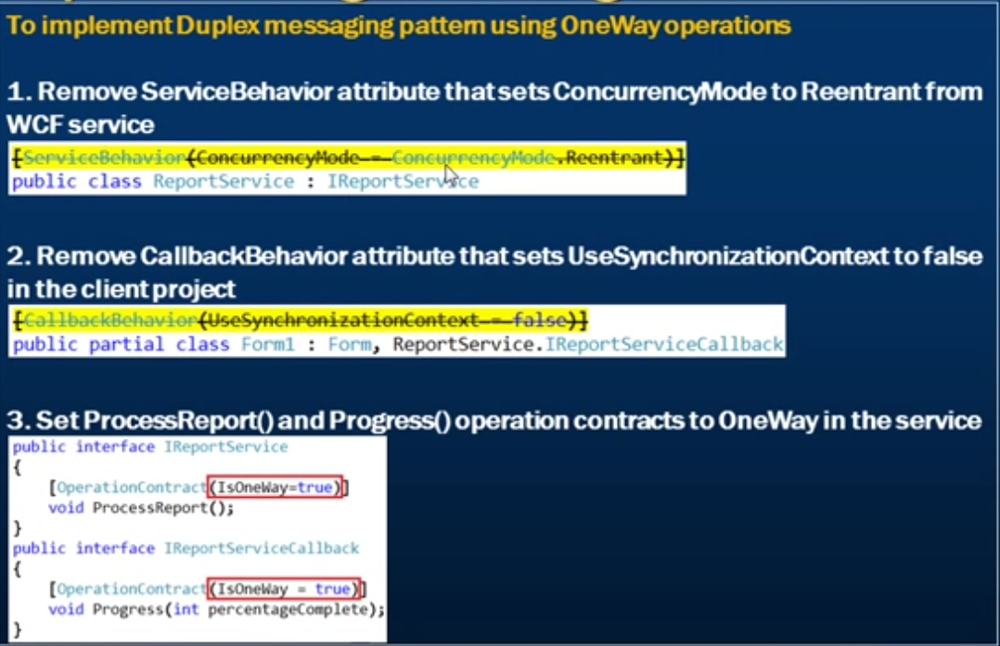 To implement Duplex messaging pattern using OneWay operations
1. Remove ServiceBehavior attribute that sets ConcurrencyMode to Reentrant from
WCF service
[ServiceBehavior(ConcurrencyMode = ConcurrencyMode.Reentrant)]
public class ReportService : IReportService
2. Remove CallbackBehavior attribute that sets UseSynchronizationContext to false
in the client project
[CallbackBehavior(UseSynchronizationContext = false)]
public partial class Form1 : Form, ReportService.IReportServiceCallback
3. Set ProcessReport() and Progress() operation contracts to OneWay in the service
public interface IReportService
{
[OperationContract(IsOneWay=true)]
void ProcessReport();
}
public interface IReportServiceCallback
{
[OperationContract(IsOneWay = true)]
void Progress(int percentageComplete);
}